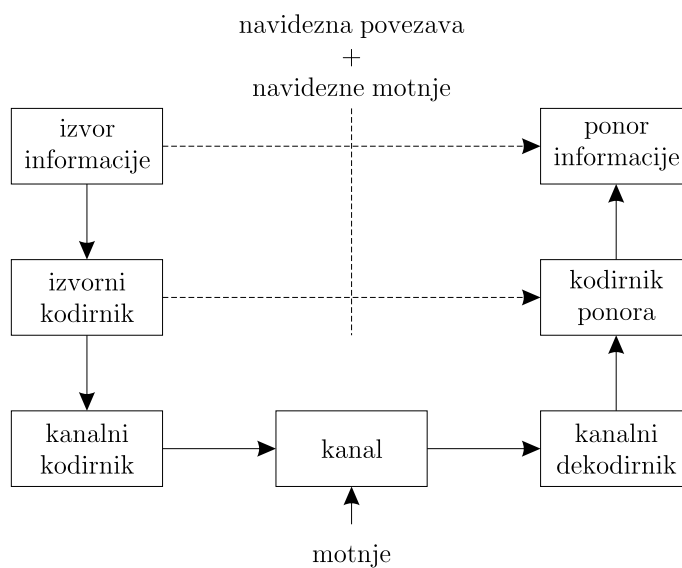 navidezna povezava
+
navidezne motnje
izvor
informacije
ponor
informacije
izvorni
kodirnik
kodirnik
ponora
kanalni
kodirnik
kanal
kanalni
dekodirnik
motnje